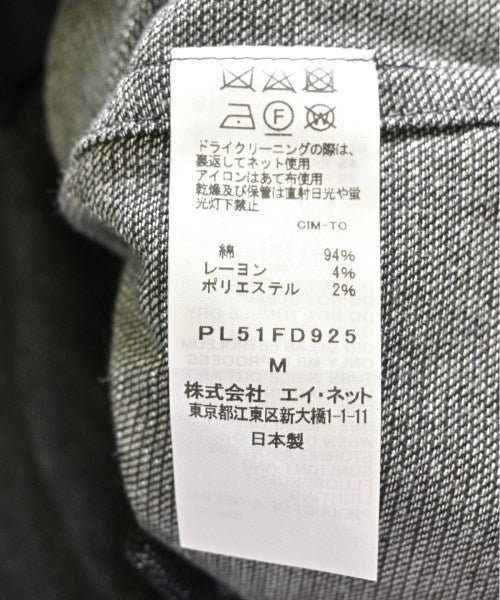 F
W
ドライクリーニングの際は、
裏返してネット使用
アイロンはあて布使用
乾燥及び保管は直射日光や蛍
光灯下禁止
CIM-TO
綿 94%
レーヨン 4%
ポリエステル 2%
PL51FD925
M
株式会社 エイ・ネット
東京都江東区新大橋1-1-11
日本製